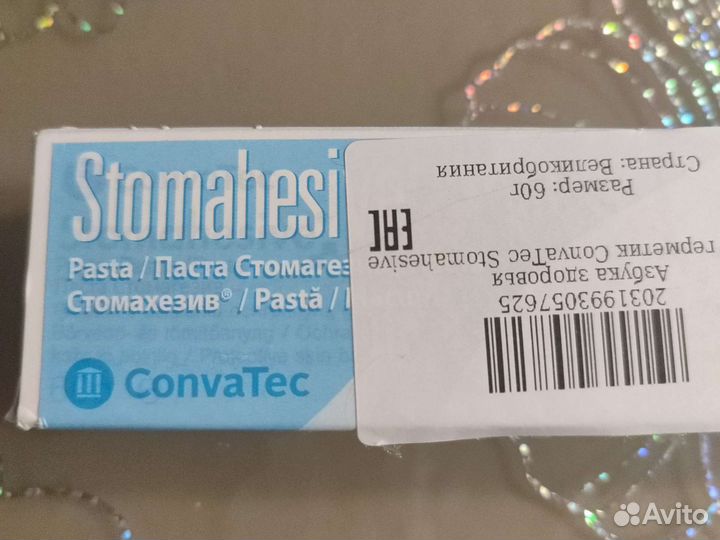 Stomahesi
Pasta / Паста Стомагез
Стомахезив® / Pastă /
ConvaTec
2031993057625
Азбука здоровья
герметик ConvaTec Stomahesive
EAC
Размер: 60г
Страна: Великобритания
Avito